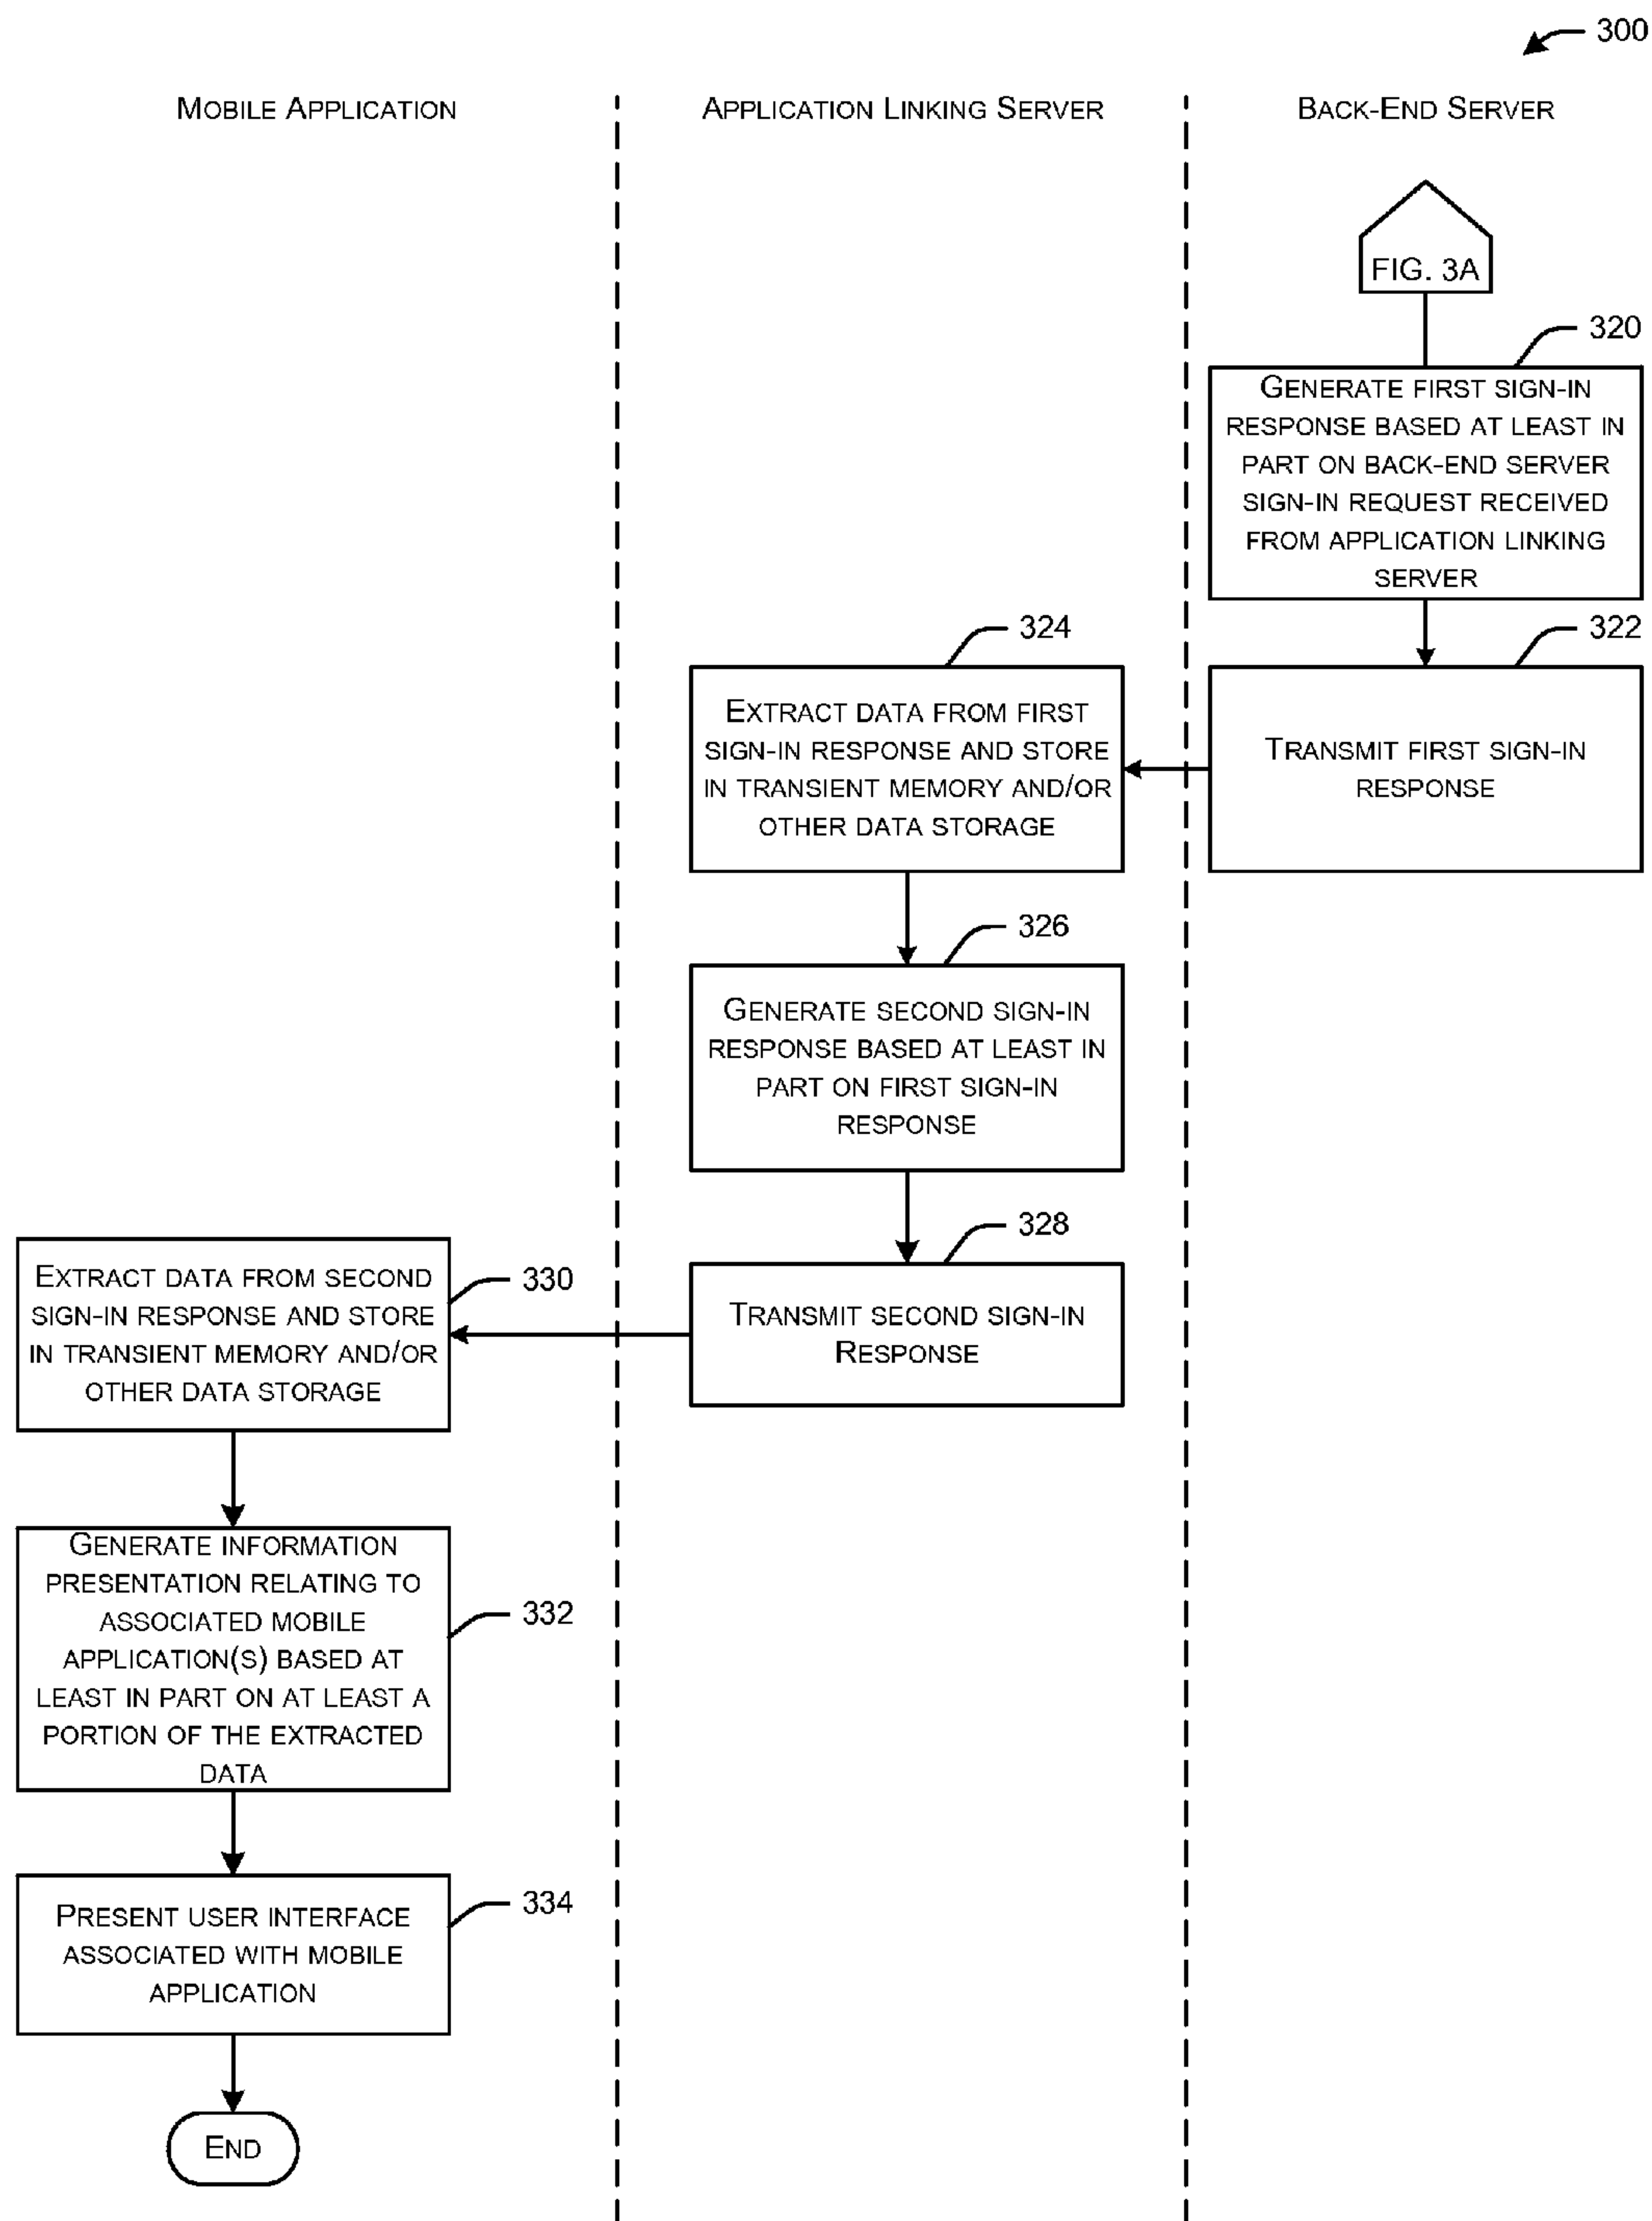 300
MOBILE APPLICATION
APPLICATION LINKING SERVER
BACK-END SERVER
FIG. 3A
320
GENERATE FIRST SIGN-IN
RESPONSE BASED AT LEAST IN
PART ON BACK-END SERVER
SIGN-IN REQUEST RECEIVED
FROM APPLICATION LINKING
SERVER
322
TRANSMIT FIRST SIGN-IN
RESPONSE
324
EXTRACT DATA FROM FIRST
SIGN-IN RESPONSE AND STORE
IN TRANSIENT MEMORY AND/OR
OTHER DATA STORAGE
326
GENERATE SECOND SIGN-IN
RESPONSE BASED AT LEAST IN
PART ON FIRST SIGN-IN
RESPONSE
328
TRANSMIT SECOND SIGN-IN
RESPONSE
330
EXTRACT DATA FROM SECOND
SIGN-IN RESPONSE AND STORE
IN TRANSIENT MEMORY AND/OR
OTHER DATA STORAGE
332
GENERATE INFORMATION
PRESENTATION RELATING TO
ASSOCIATED MOBILE
APPLICATION(S) BASED AT
LEAST IN PART ON AT LEAST A
PORTION OF THE EXTRACTED
DATA
334
PRESENT USER INTERFACE
ASSOCIATED WITH MOBILE
APPLICATION
END